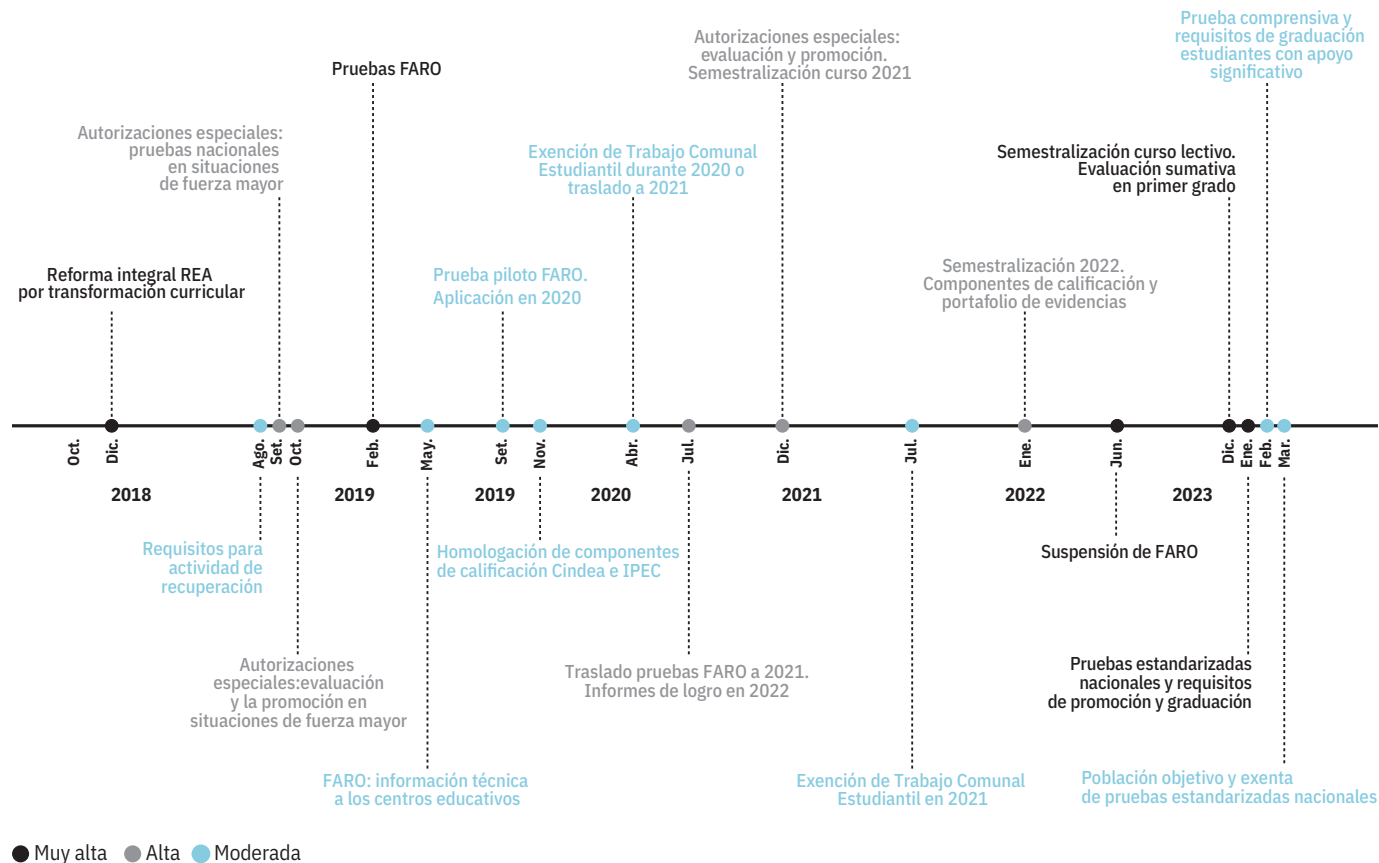 Prueba comprensiva y
requisitos de graduación
estudiantes con apoyo
significativo
Autorizaciones especiales:
evaluación y promoción.
Semestralización curso 2021
Pruebas FARO
Autorizaciones especiales:
pruebas nacionales
en situaciones
de fuerza mayor
Exención de Trabajo Comunal
Estudiantil durante 2020 o
traslado a 2021
Semestralización curso lectivo.
Evaluación sumativa
en primer grado
Reforma integral REA
por transformación curricular
Prueba piloto FARO.
Aplicación en 2020
Semestralización 2022.
Componentes de calificación y
portafolio de evidencias
Oct.
Dic.
Ago.
Set.
Oct.
Feb.
May.
Set.
Nov.
Abr.
Jul.
Dic.
Jul.
Ene.
Jun.
Dic.
Ene.
Feb.
Mar.
2018
2019
2019
2020
2021
2022
2023
Requisitos para
actividad de
recuperación
Homologación de componentes
de calificación Cindea e IPEC
Suspensión de FARO
Autorizaciones
especiales:evaluación
y la promoción en
situaciones de fuerza mayor
Traslado pruebas FARO a 2021.
Informes de logro en 2022
Pruebas estandarizadas
nacionales y requisitos
de promoción y graduación
FARO: información técnica
a los centros educativos
Exención de Trabajo Comunal
Estudiantil en 2021
Población objetivo y exenta
de pruebas estandarizadas nacionales
Muy alta Alta Moderada